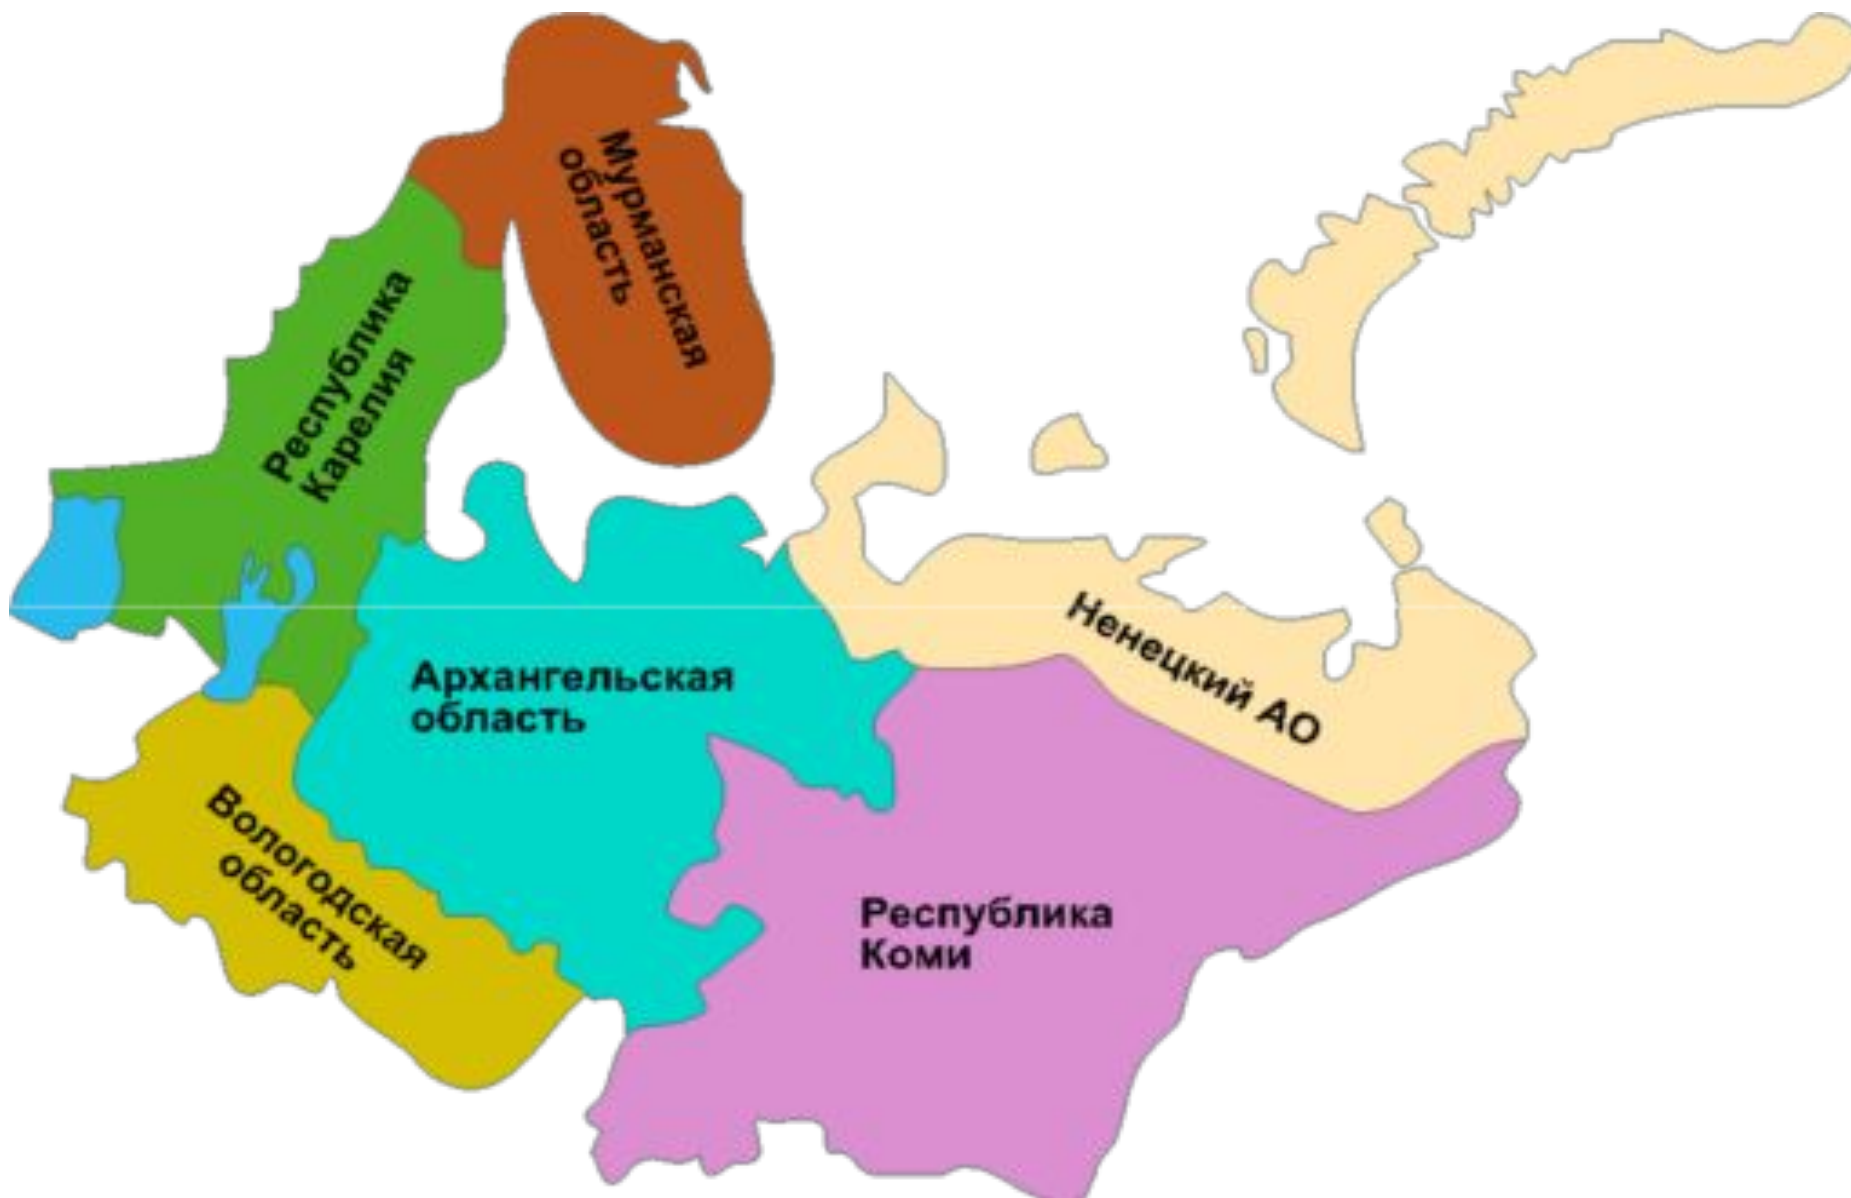 Мурманская
область
Республика
Карелия
Ненецкий АО
Архангельская
область
Вологодская
область
Республика
Коми